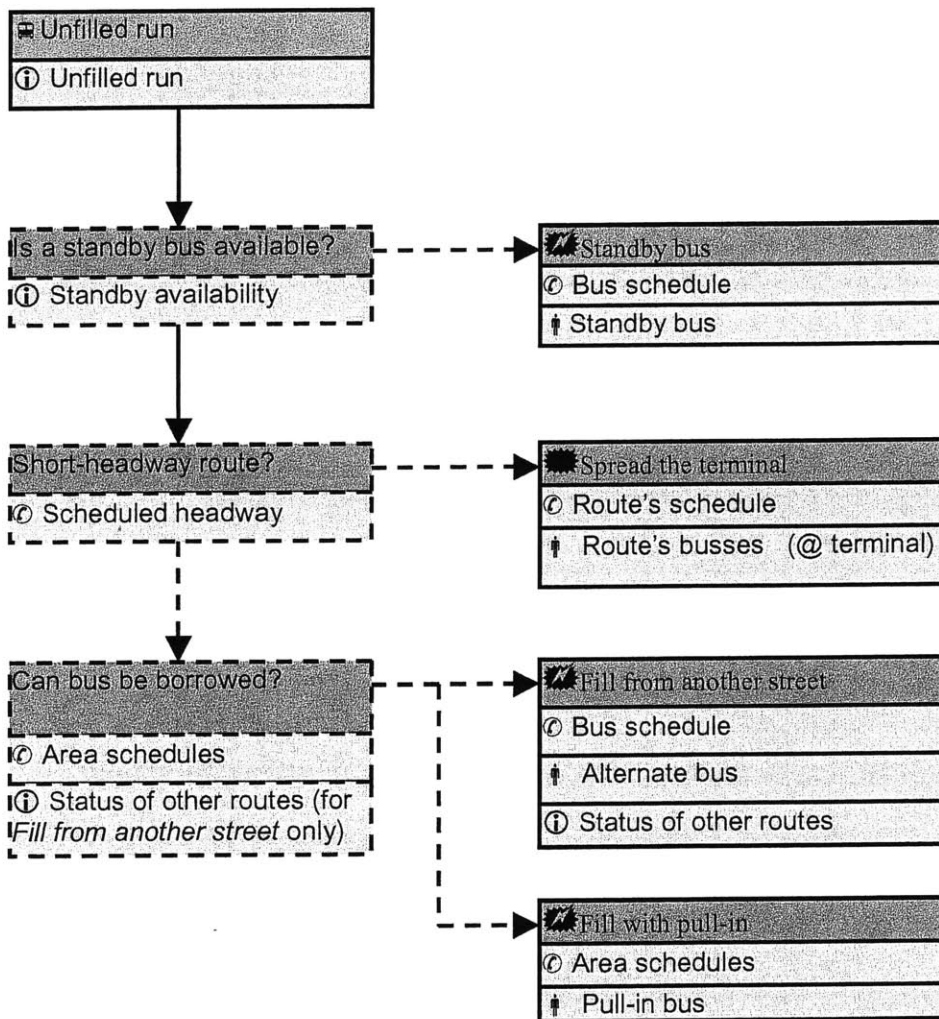 Unfilled run
ⓘ Unfilled run
Is a standby bus available?
ⓘ Standby availability
Standby bus
✆ Bus schedule
Standby bus
Short-headway route?
✆ Scheduled headway
Spread the terminal
✆ Route's schedule
Route's busses (@ terminal)
Can bus be borrowed?
✆ Area schedules
ⓘ Status of other routes (for
Fill from another street only)
Fill from another street
✆ Bus schedule
Alternate bus
ⓘ Status of other routes
Fill with pull-in
✆ Area schedules
Pull-in bus